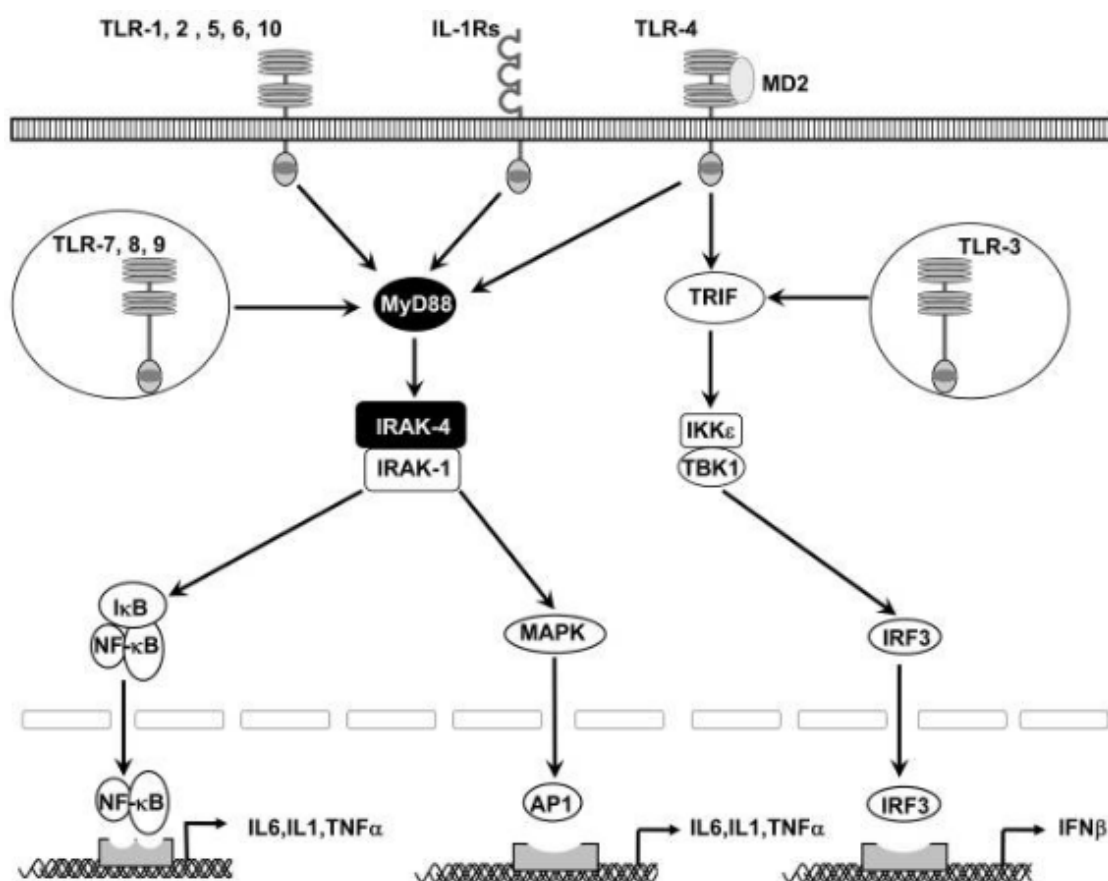 TLR-1, 2 , 5, 6, 10
IL-1Rs
TLR-4
MD2
TLR-7, 8, 9
TLR-3
MyD88
TRIF
IRAK-4
IRAK-1
IKKε
TBK1
IκB
NF-κB
MAPK
IRF3
NF-κB
AP1
IRF3
IL6,IL1,TNFα
IL6,IL1,TNFα
IFNβ